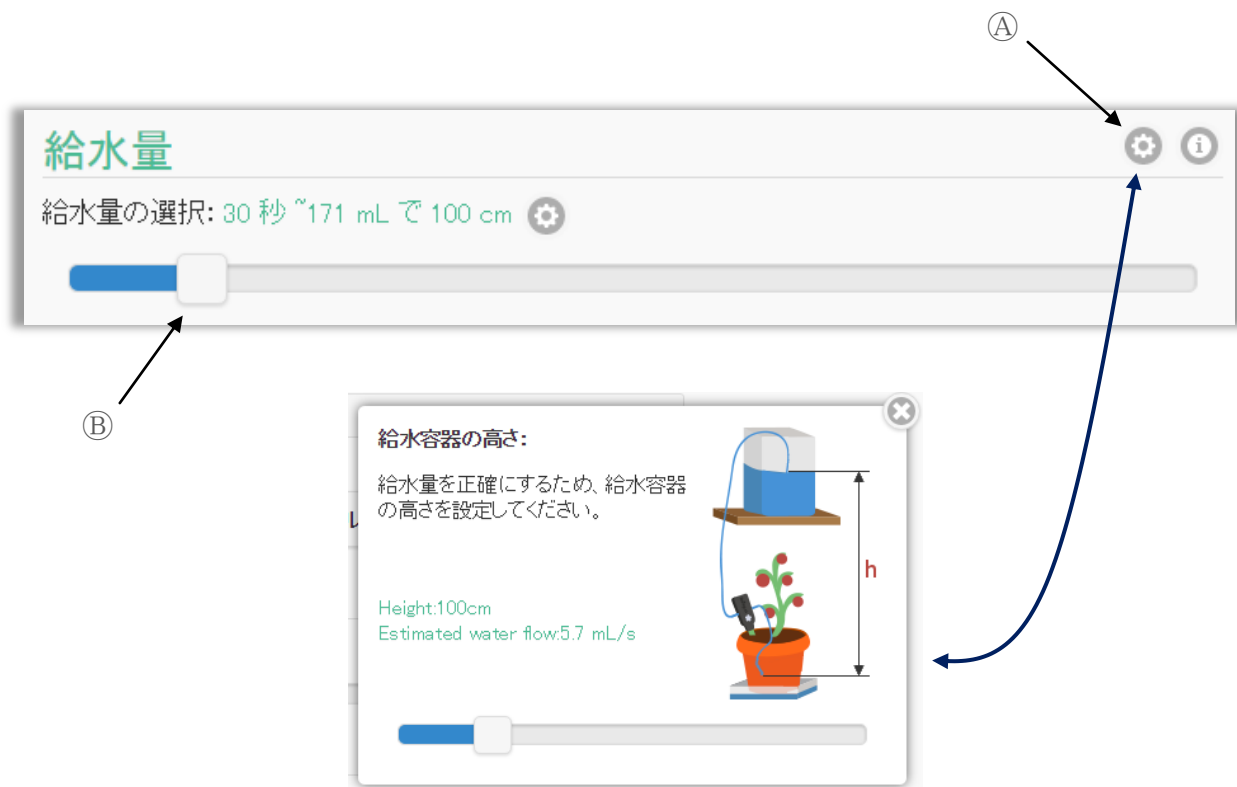 Ⓐ
給水量
給水量の選択: 30 秒 ~171 mL で 100 cm
Ⓑ
給水容器の高さ:
給水量を正確にするため、給水容器
の高さを設定してください。
h
Height:100cm
Estimated water flow:5.7 mL/s